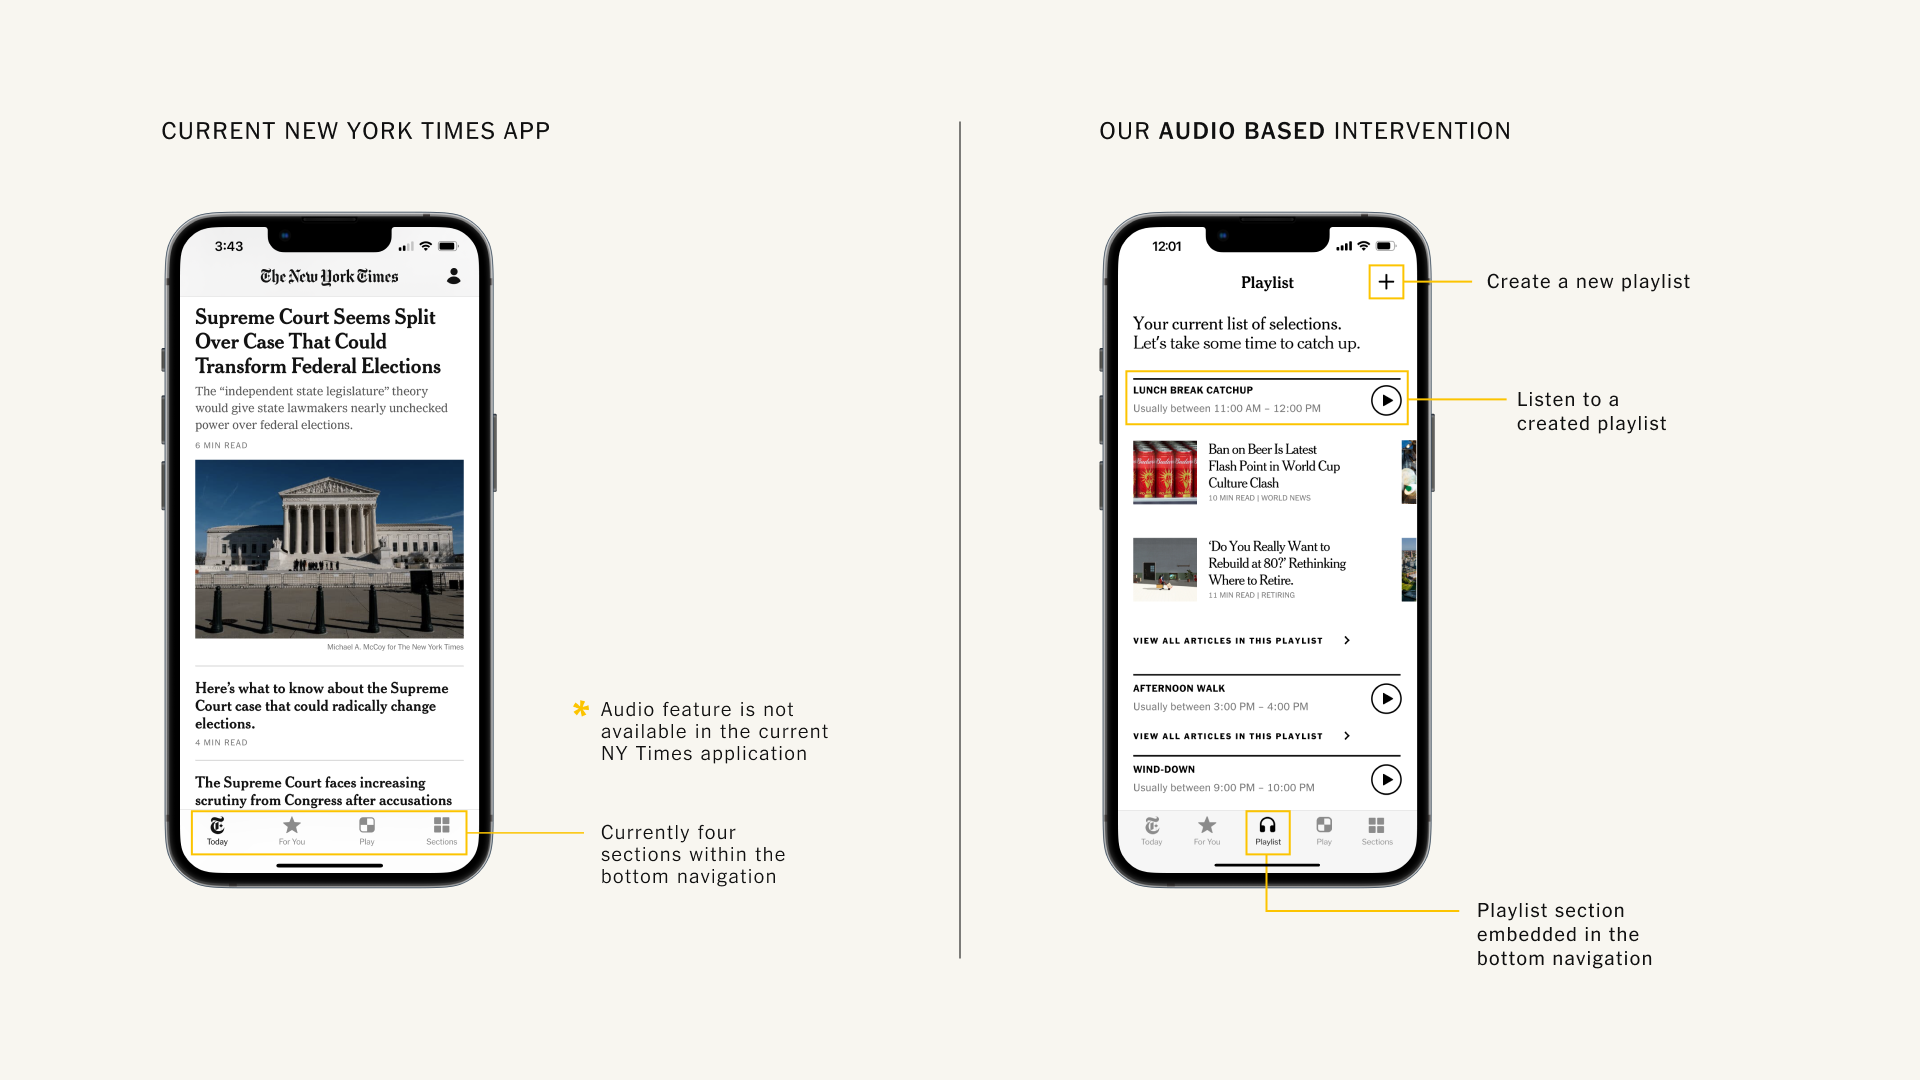 CURRENT NEW YORK TIMES APP
3:43
The New York Times
Supreme Court Seems Split
Over Case That Could
Transform Federal Elections
The “independent state legislature” theory
would give state lawmakers nearly unchecked
power over federal elections.
6 MIN READ
Michael A. McCoy for The New York Times
Here’s what to know about the Supreme
Court case that could radically change
elections.
4 MIN READ
The Supreme Court faces increasing
scrutiny from Congress after accusations
Today
For You
Play
Sections
* Audio feature is not
available in the current
NY Times application
Currently four
sections within the
bottom navigation
OUR AUDIO BASED INTERVENTION
12:01
Playlist
Create a new playlist
Your current list of selections.
Let’s take some time to catch up.
LUNCH BREAK CATCHUP
Usually between 11:00 AM – 12:00 PM
Listen to a
created playlist
Ban on Beer Is Latest
Flash Point in World Cup
Culture Clash
10 MIN READ | WORLD NEWS
‘Do You Really Want to
Rebuild at 80?’ Rethinking
Where to Retire.
11 MIN READ | RETIRING
VIEW ALL ARTICLES IN THIS PLAYLIST
AFTERNOON WALK
Usually between 3:00 PM – 4:00 PM
VIEW ALL ARTICLES IN THIS PLAYLIST
WIND-DOWN
Usually between 9:00 PM – 10:00 PM
Today
For You
Playlist
Play
Sections
Playlist section
embedded in the
bottom navigation